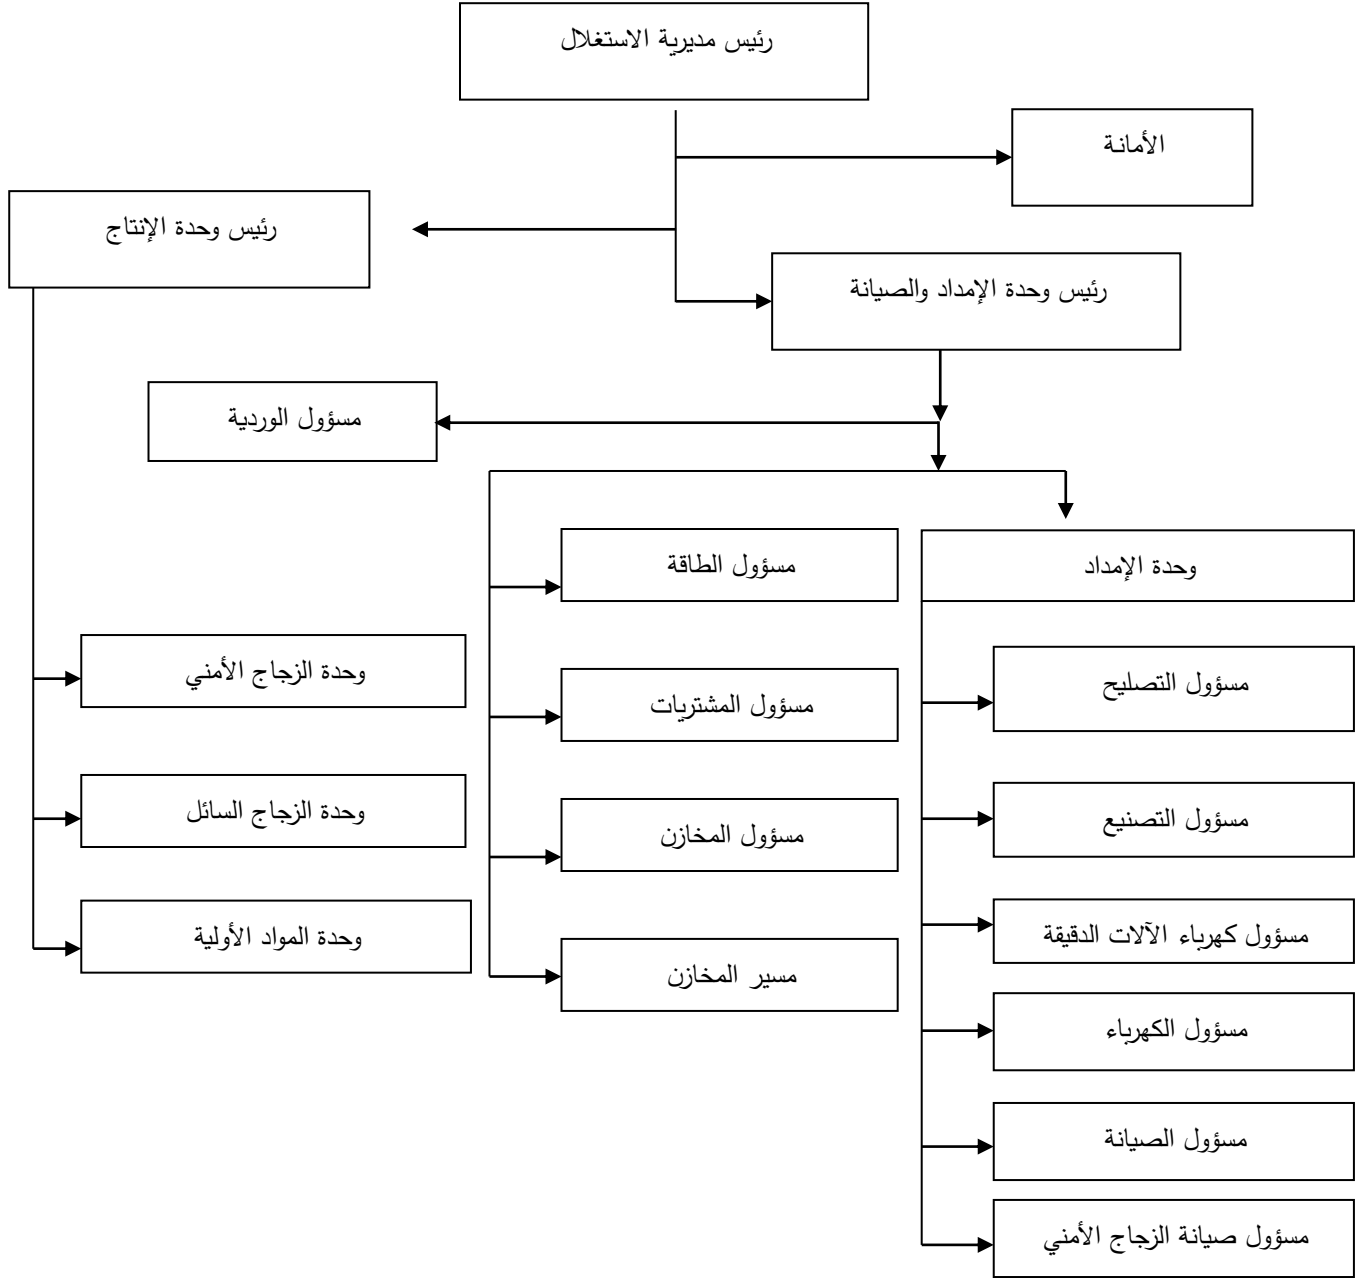 رئيس مديرية الاستغلال
الأمانة
رئيس وحدة الإنتاج
رئيس وحدة الإمداد والصيانة
مسؤول الوردية
وحدة الإمداد
مسؤول الطاقة
وحدة الزجاج الأمني
مسؤول التصليح
مسؤول المشتريات
وحدة الزجاج السائل
مسؤول التصنيع
مسؤول المخازن
مسؤول كهرباء الآلات الدقيقة
وحدة المواد الأولية
مسير المخازن
مسؤول الكهرباء
مسؤول الصيانة
مسؤول صيانة الزجاج الأمني